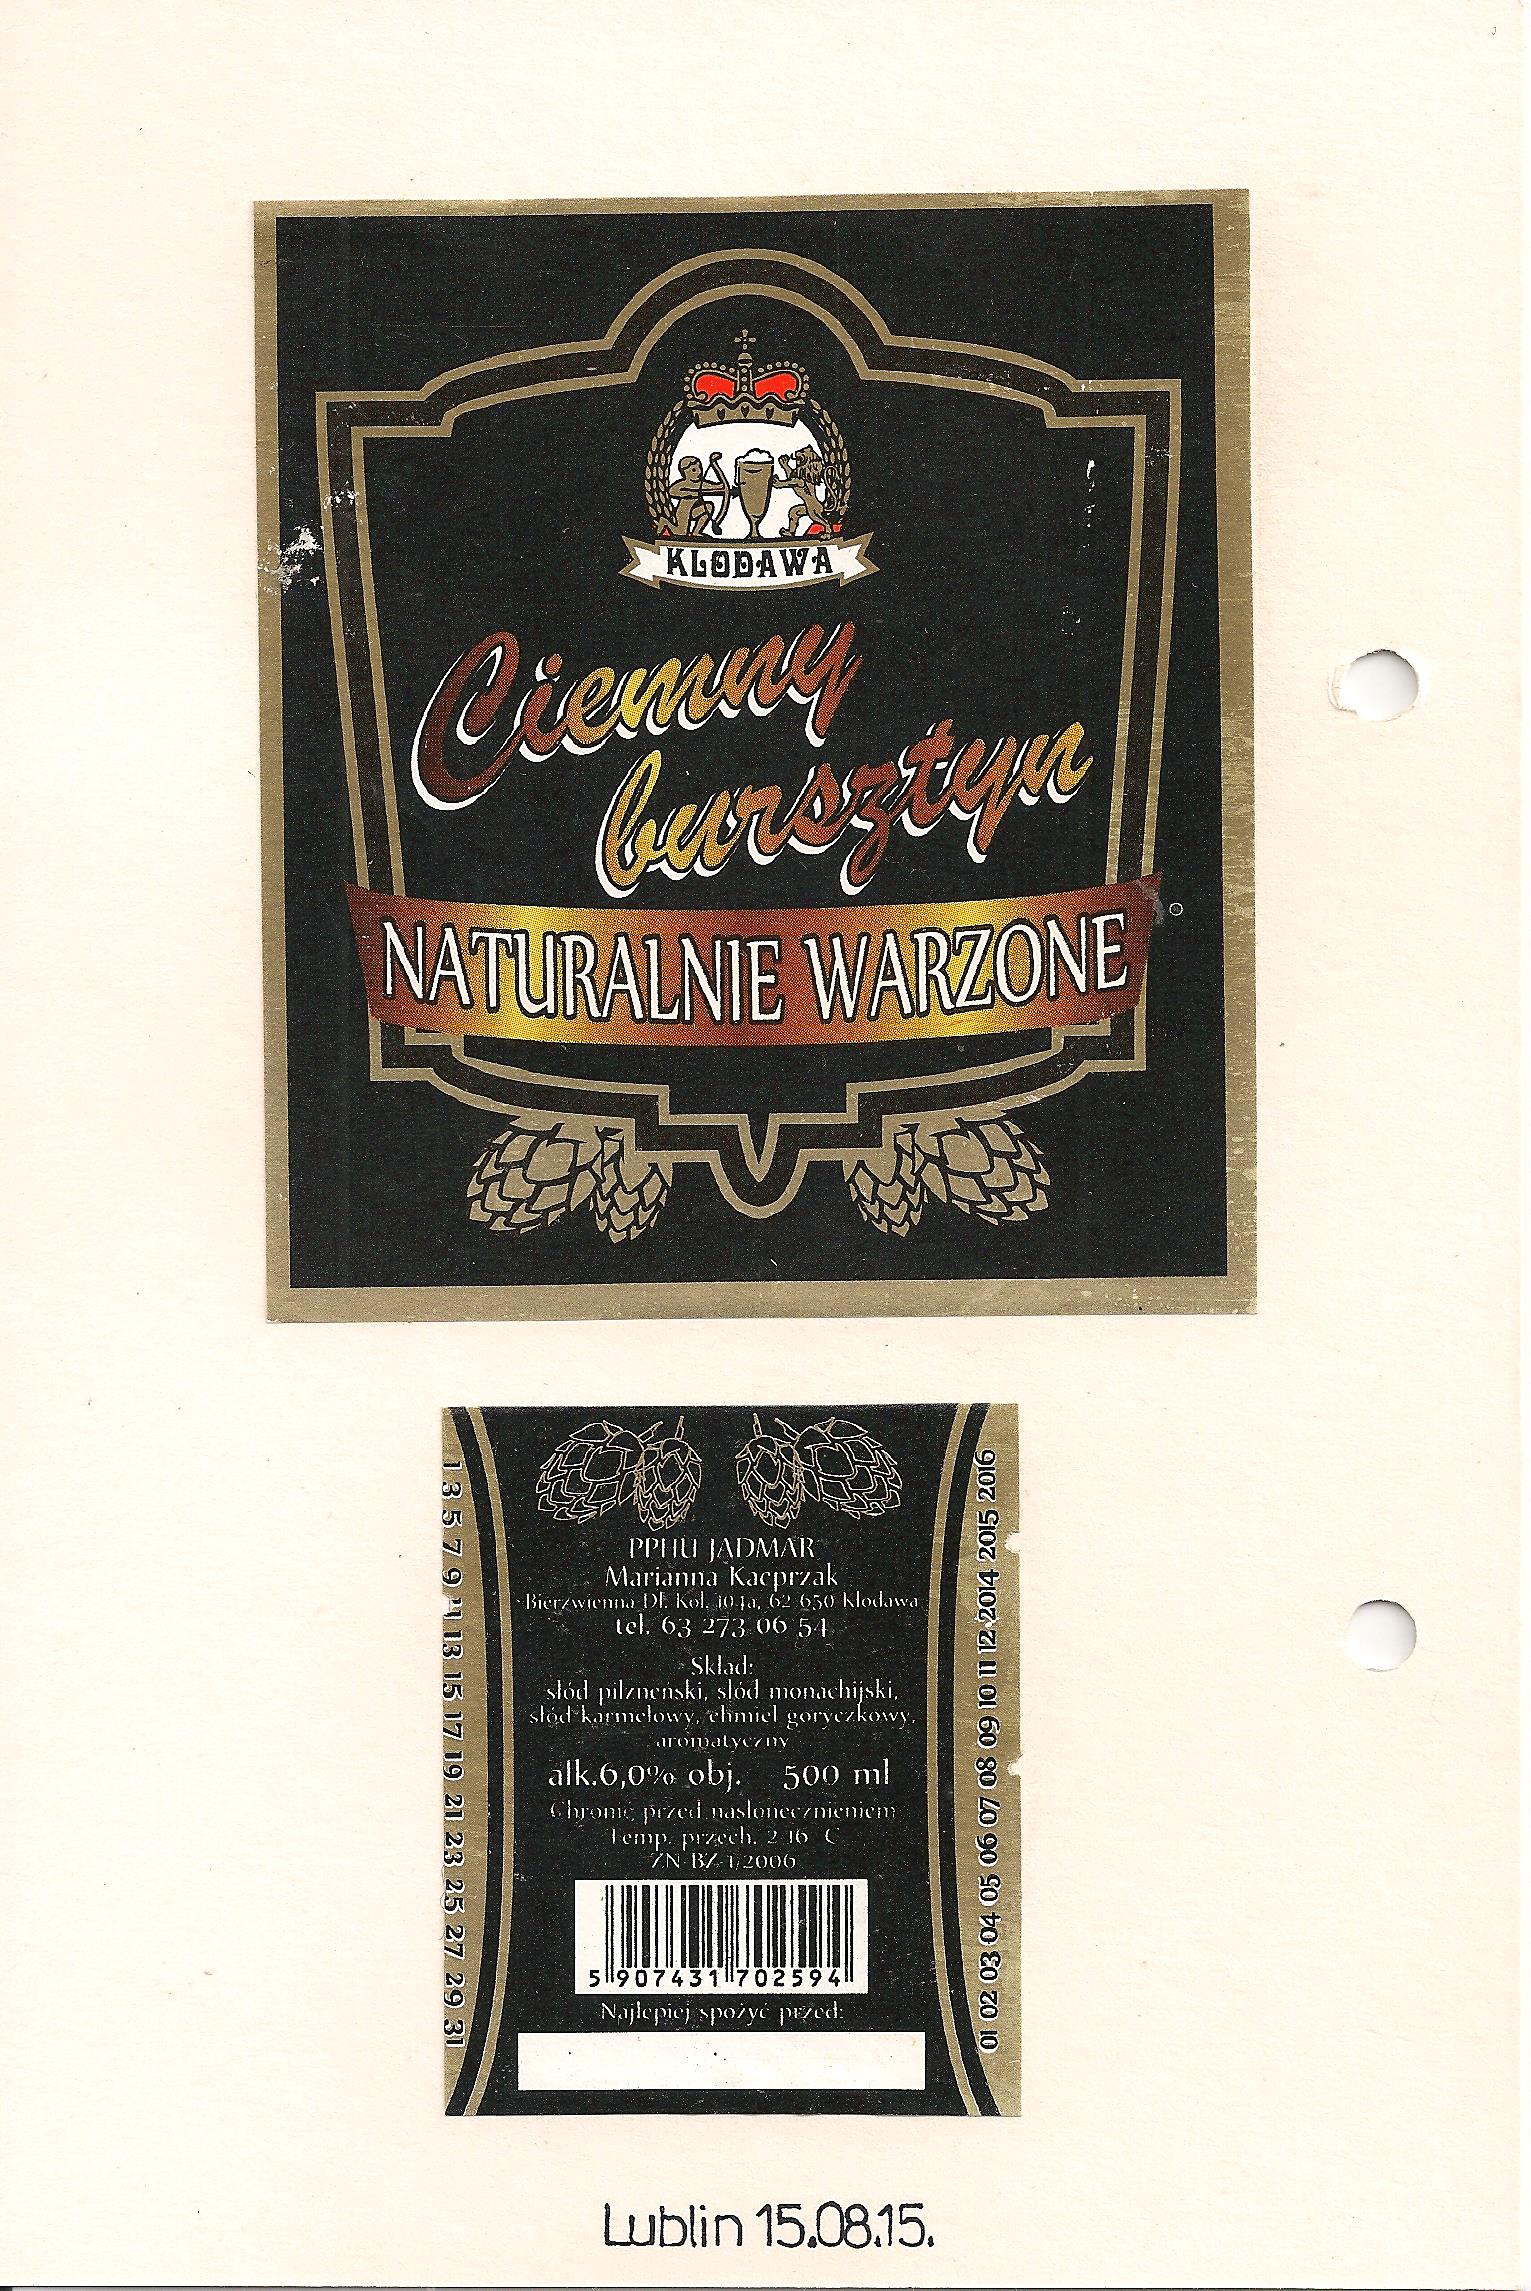 KŁODAWA
Ciemny
bursztyn
NATURALNIE WARZONE
PPHU JADMAR
Marianna Kacprzak
Bierzwienna Dł. Kol. 104a, 62-650 Kłodawa
tel. 63 273 06 54
Skład:
słód pilzneński, słód monachijski,
słód karmelowy, chmiel goryczkowy,
aromatyczny
alk.6,0% obj. 500 ml
Chronić przed nasłonecznieniem
Temp. przech. 2-16 °C
ZN-BZ-1/2006
5 907431 702594
Najlepiej spożyć przed:
1 3 5 7 9 11 13 15 17 19 21 23 25 27 29 31
01 02 03 04 05 06 07 08 09 10 11 12 2014 2015 2016
Lublin 15.08.15.